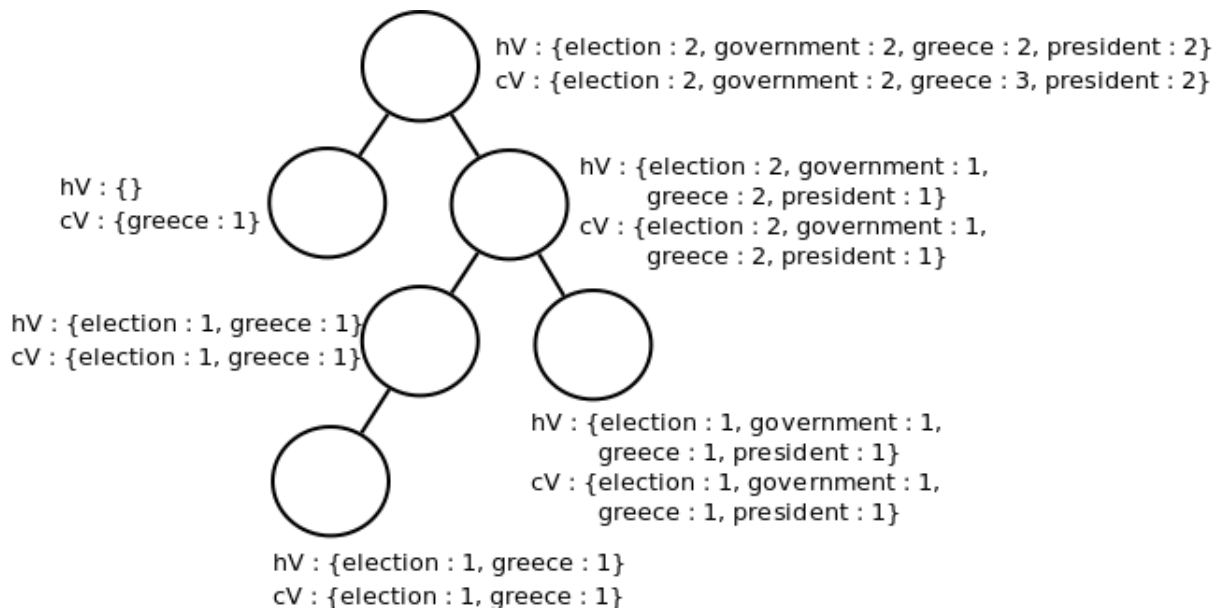 hV : {election : 2, government : 2, greece : 2, president : 2}
cV : {election : 2, government : 2, greece : 3, president : 2}
hV : {}
cV : {greece : 1}
hV : {election : 2, government : 1,
greece : 2, president : 1}
cV : {election : 2, government : 1,
greece : 2, president : 1}
hV : {election : 1, greece : 1}
cV : {election : 1, greece : 1}
hV : {election : 1, government : 1,
greece : 1, president : 1}
cV : {election : 1, government : 1,
greece : 1, president : 1}
hV : {election : 1, greece : 1}
cV : {election : 1, greece : 1}